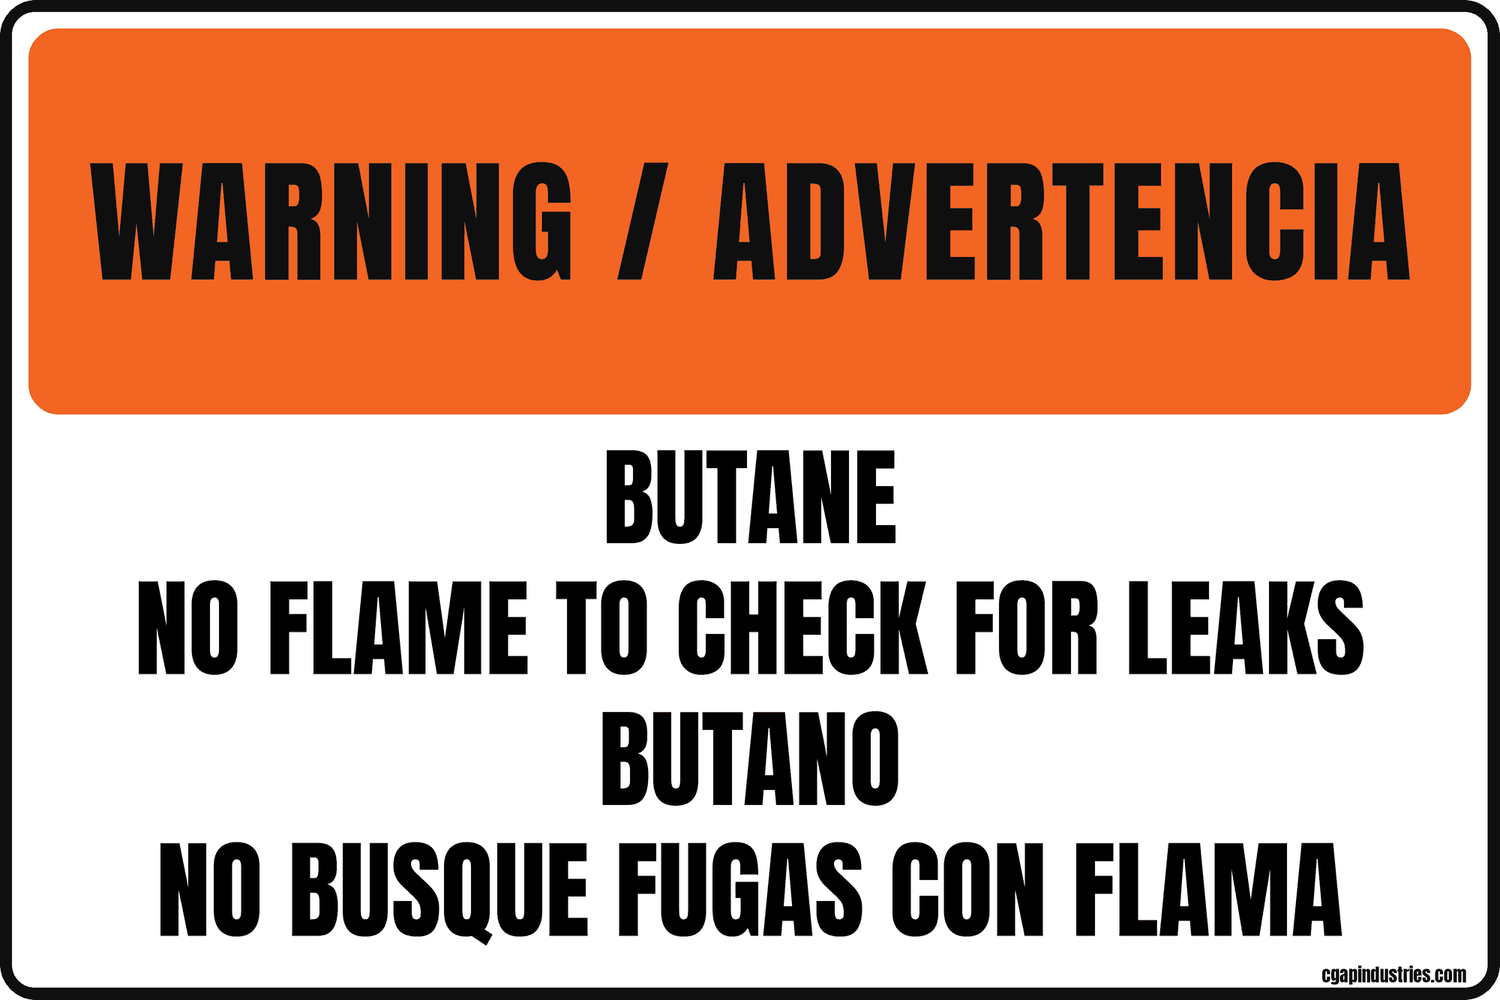 WARNING / ADVERTENCIA
BUTANE
NO FLAME TO CHECK FOR LEAKS
BUTANO
NO BUSQUE FUGAS CON FLAMA
cgapindustries.com